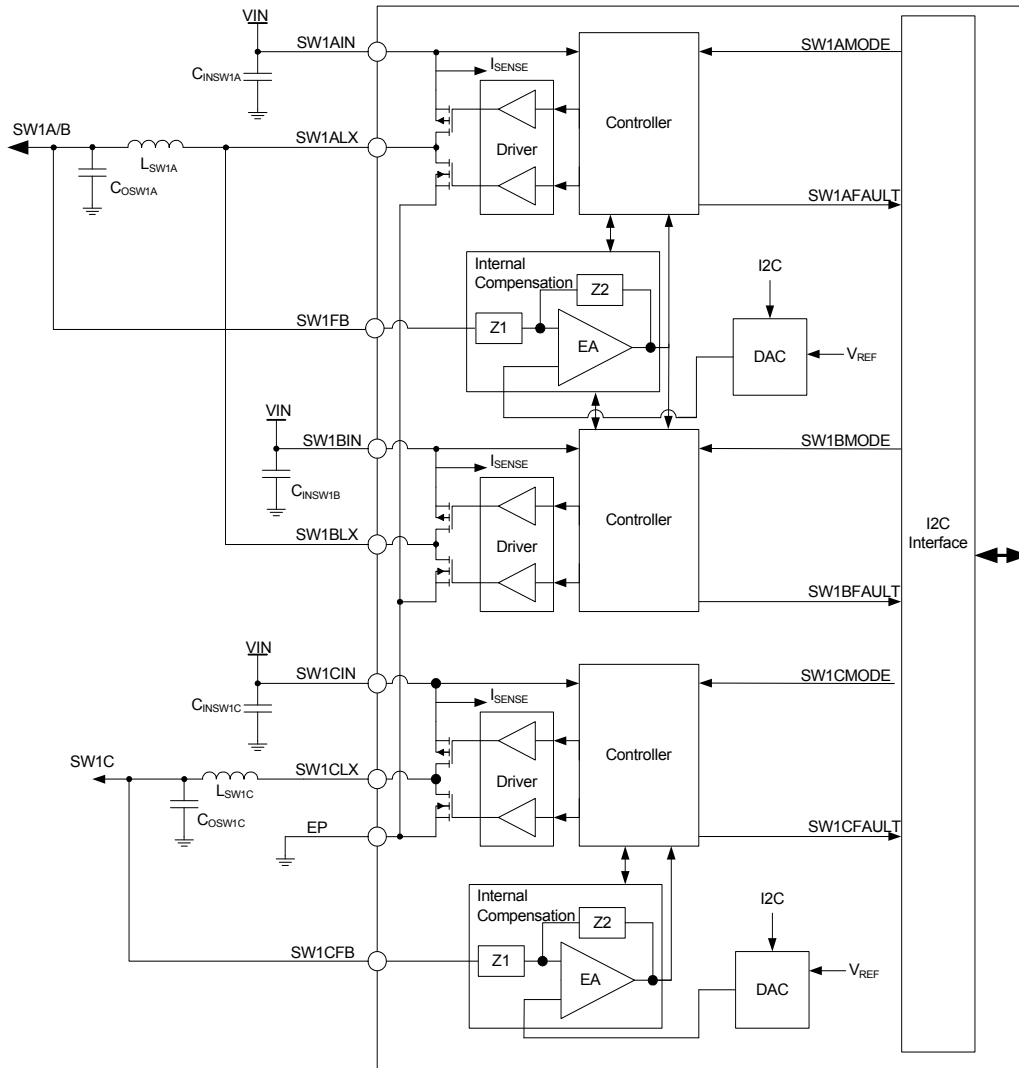 VIN
SW1AIN
CINSW1A
ISENSE
SW1AMODE
Controller
SW1A/B
SW1ALX
Driver
LSW1A
COSW1A
SW1AFAULT
Internal
Compensation
Z2
I2C
SW1FB
Z1
EA
DAC
VREF
VIN
SW1BIN
CINSW1B
ISENSE
SW1BMODE
Controller
I2C
Interface
SW1BLX
Driver
SW1BFAULT
VIN
SW1CIN
CINSW1C
ISENSE
SW1CMODE
Controller
SW1C
SW1CLX
Driver
LSW1C
COSW1C
EP
SW1CFAULT
Internal
Compensation
Z2
I2C
SW1CFB
Z1
EA
DAC
VREF